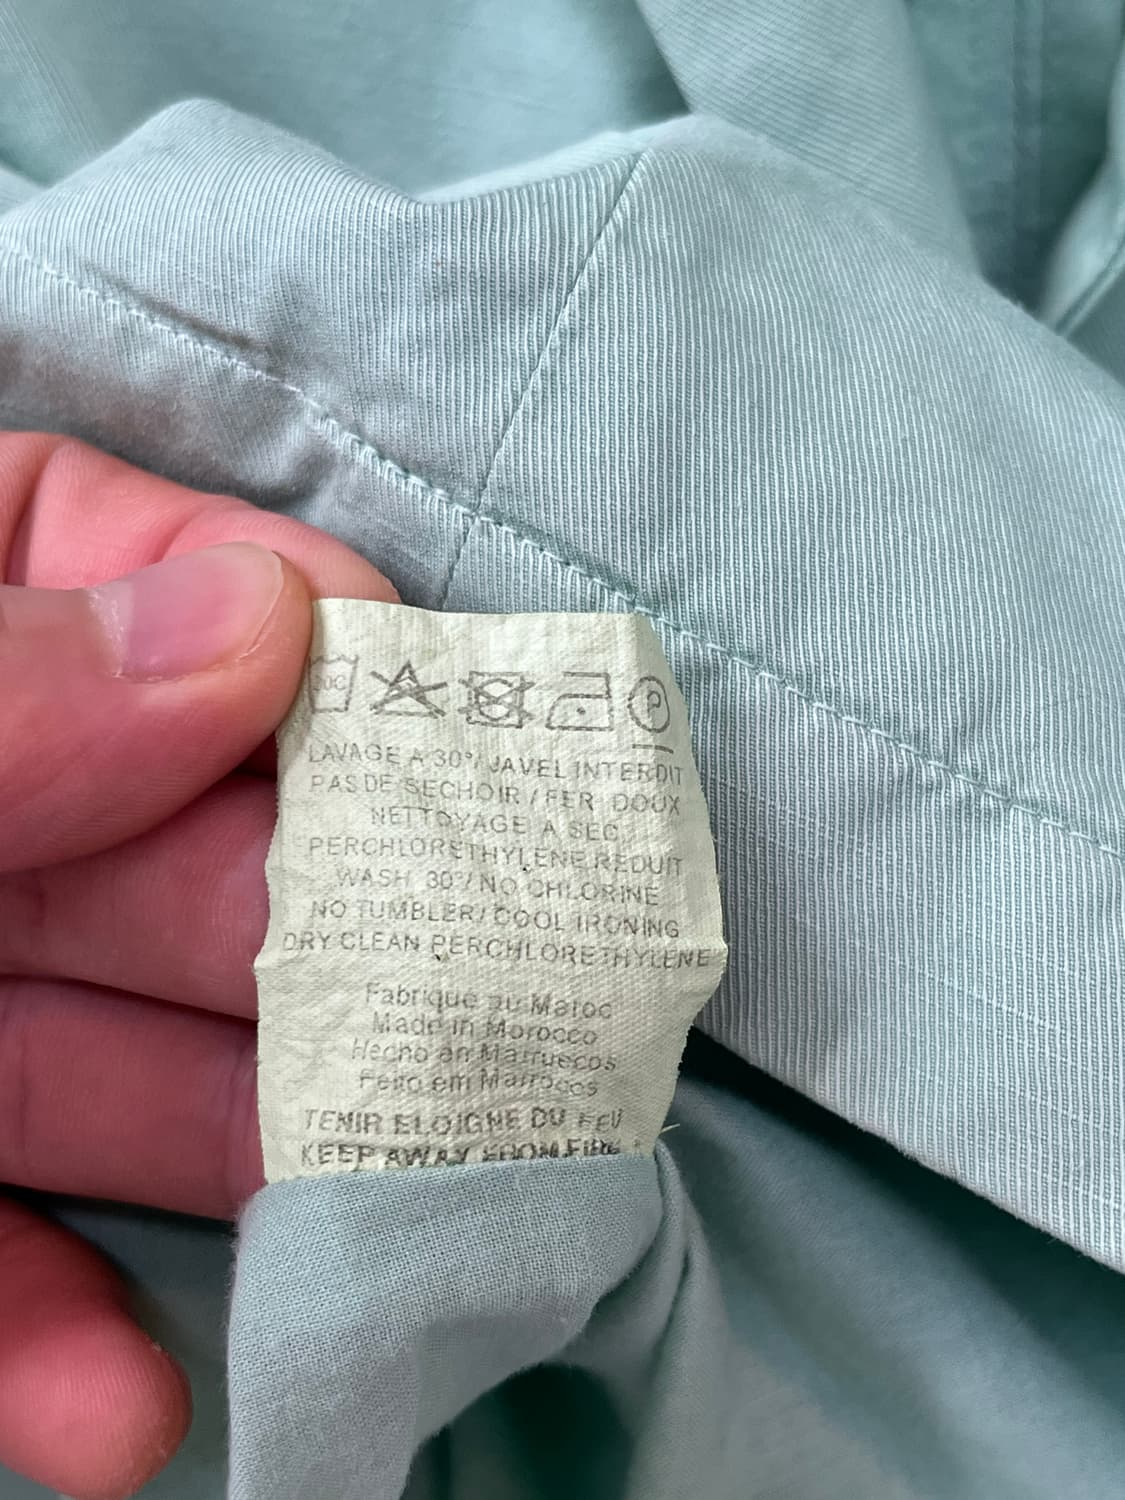 30C
P
LAVAGE A 30°/JAVEL INTERDIT
PAS DE SECHOIR/FER DOUX
NETTOYAGE A SEC
PERCHLORETHYLENE REDUIT
WASH 30°/NO CHLORINE
NO TUMBLER/COOL IRONING
DRY CLEAN PERCHLORETHYLENE
Fabrique au Maroc
Made in Morocco
Hecho en Marruecos
Feito em Marrocos
TENIR ELOIGNE DU FEU
KEEP AWAY FROM FIRE